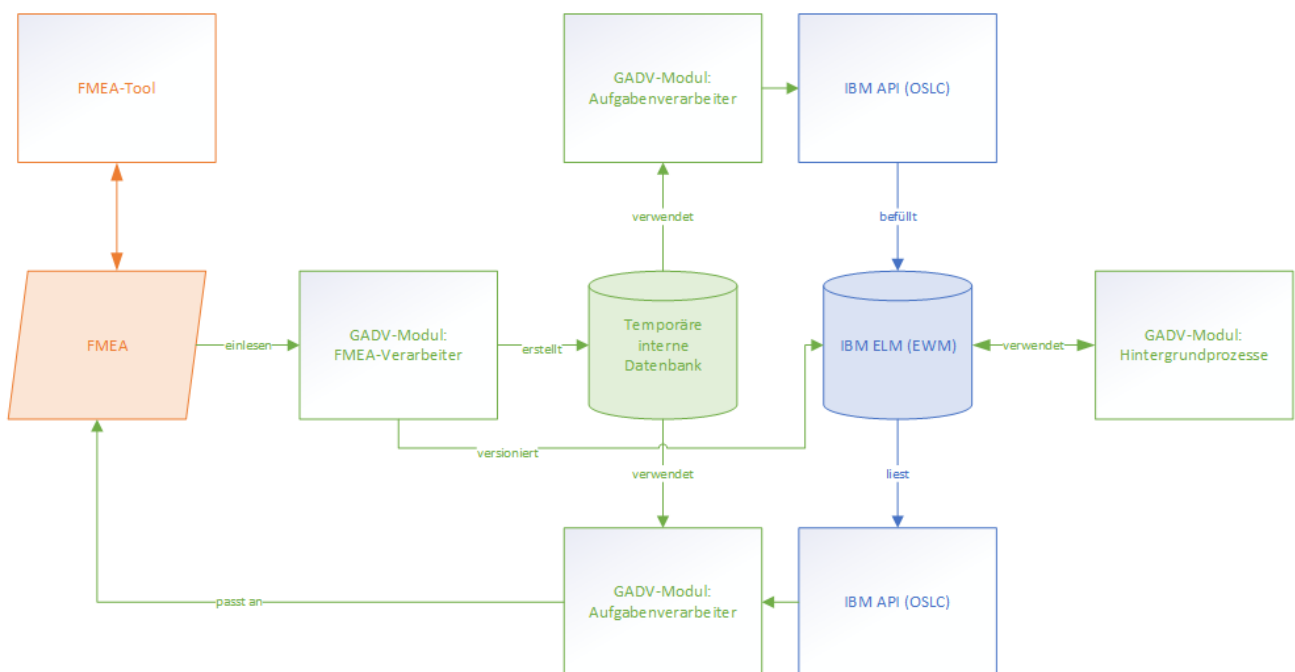 FMEA-Tool
GADV-Modul:
Aufgabenverarbeiter
IBM API (OSLC)
verwendet
befüllt
FMEA
einlesen
GADV-Modul:
FMEA-Verarbeiter
erstellt
Temporäre
interne
Datenbank
IBM ELM (EWM)
verwendet
GADV-Modul:
Hintergrundprozesse
versioniert
verwendet
liest
passt an
GADV-Modul:
Aufgabenverarbeiter
IBM API (OSLC)